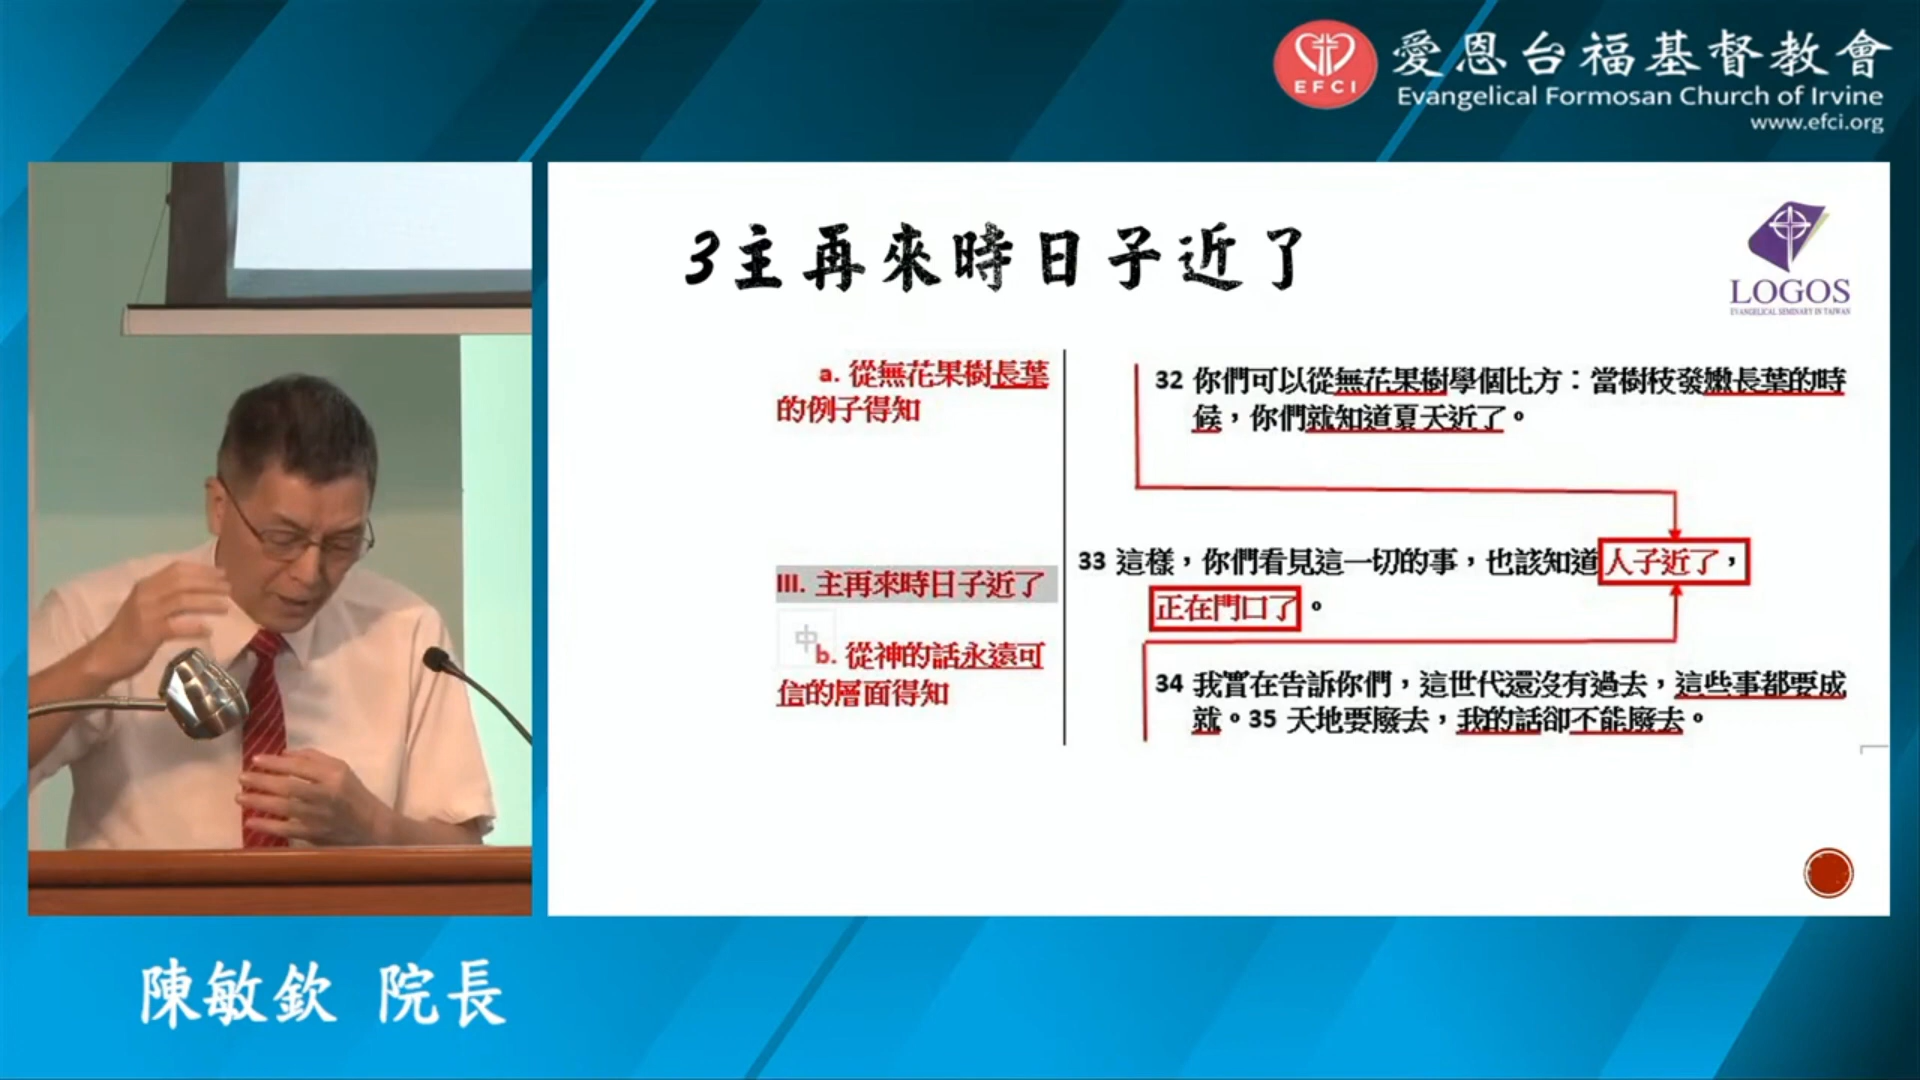 愛恩台福基督教會
EFCI
Evangelical Formosan Church of Irvine
www.efci.org
3主再來時日子近了
LOGOS
EVANGELICAL SEMINARY IN TAIWAN
a. 從無花果樹長葉
的例子得知
32 你們可以從無花果樹學個比方：當樹枝發嫩長葉的時
候，你們就知道夏天近了。
33 這樣，你們看見這一切的事，也該知道人子近了，
正在門口了。
III. 主再來時日子近了
中
b. 從神的話永遠可
信的層面得知
34 我實在告訴你們，這世代還沒有過去，這些事都要成
就。35 天地要廢去，我的話卻不能廢去。
陳敏欽 院長